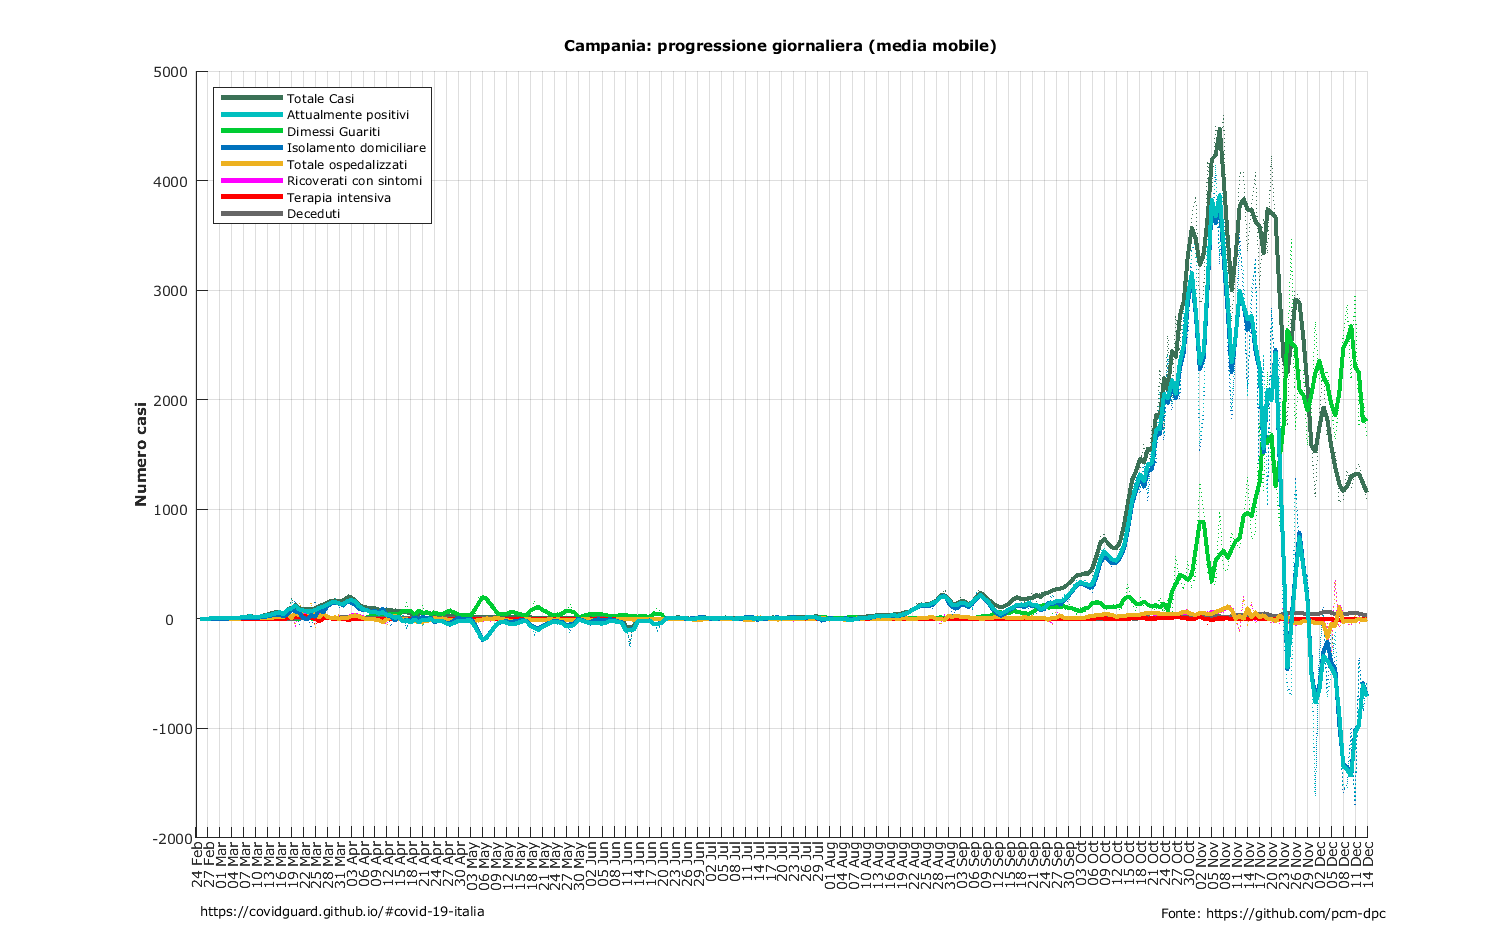 Campania: progressione giornaliera (media mobile)
5000
4000
3000
2000
1000
0
-1000
-2000
Numero casi
Totale Casi
Attualmente positivi
Dimessi Guariti
Isolamento domiciliare
Totale ospedalizzati
Ricoverati con sintomi
Terapia intensiva
Deceduti
24 Feb
27 Feb
01 Mar
04 Mar
07 Mar
10 Mar
13 Mar
16 Mar
19 Mar
22 Mar
25 Mar
28 Mar
31 Mar
03 Apr
06 Apr
09 Apr
12 Apr
15 Apr
18 Apr
21 Apr
24 Apr
27 Apr
30 Apr
03 May
06 May
09 May
12 May
15 May
18 May
21 May
24 May
27 May
30 May
02 Jun
05 Jun
08 Jun
11 Jun
14 Jun
17 Jun
20 Jun
23 Jun
26 Jun
29 Jun
02 Jul
05 Jul
08 Jul
11 Jul
14 Jul
17 Jul
20 Jul
23 Jul
26 Jul
29 Jul
01 Aug
04 Aug
07 Aug
10 Aug
13 Aug
16 Aug
19 Aug
22 Aug
25 Aug
28 Aug
31 Aug
03 Sep
06 Sep
09 Sep
12 Sep
15 Sep
18 Sep
21 Sep
24 Sep
27 Sep
30 Sep
03 Oct
06 Oct
09 Oct
12 Oct
15 Oct
18 Oct
21 Oct
24 Oct
27 Oct
30 Oct
02 Nov
05 Nov
08 Nov
11 Nov
14 Nov
17 Nov
20 Nov
23 Nov
26 Nov
29 Nov
02 Dec
05 Dec
08 Dec
11 Dec
14 Dec
https://covidguard.github.io/#covid-19-italia
Fonte: https://github.com/pcm-dpc